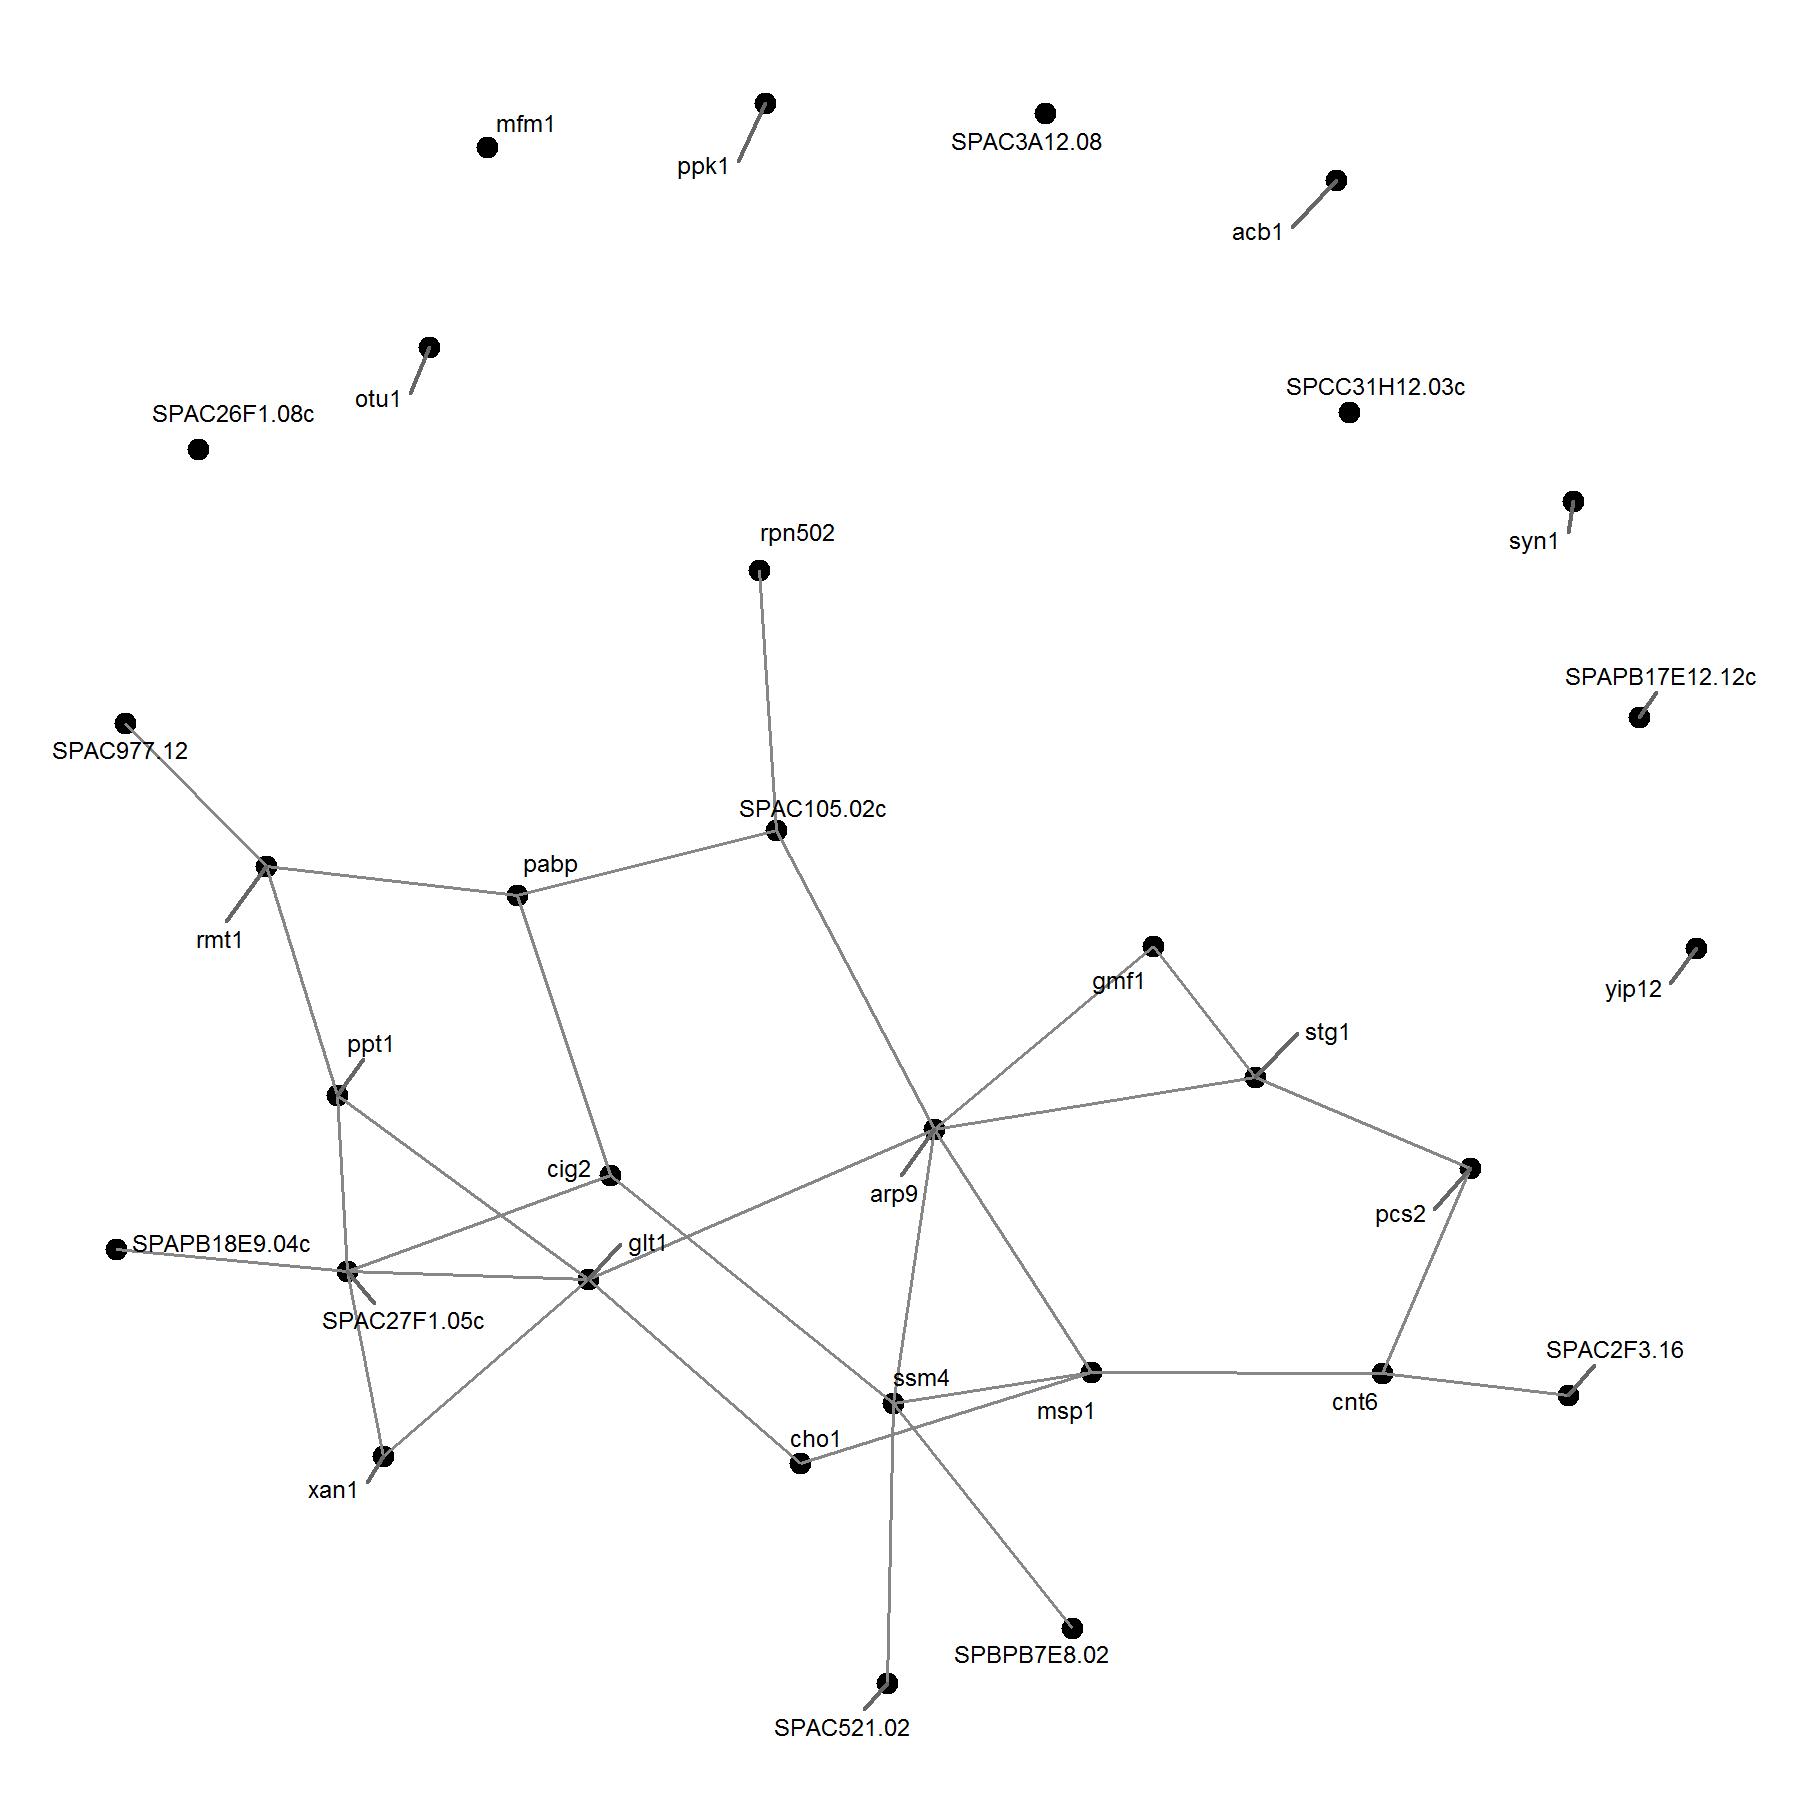 mfm1
ppk1
SPAC3A12.08
acb1
otu1
SPAC26F1.08c
SPCC31H12.03c
rpn502
syn1
SPAPB17E12.12c
SPAC977.12
SPAC105.02c
pabp
rmt1
gmf1
yip12
stg1
ppt1
cig2
arp9
pcs2
SPAPB18E9.04c
glt1
SPAC27F1.05c
SPAC2F3.16
ssm4
cnt6
msp1
cho1
xan1
SPBPB7E8.02
SPAC521.02